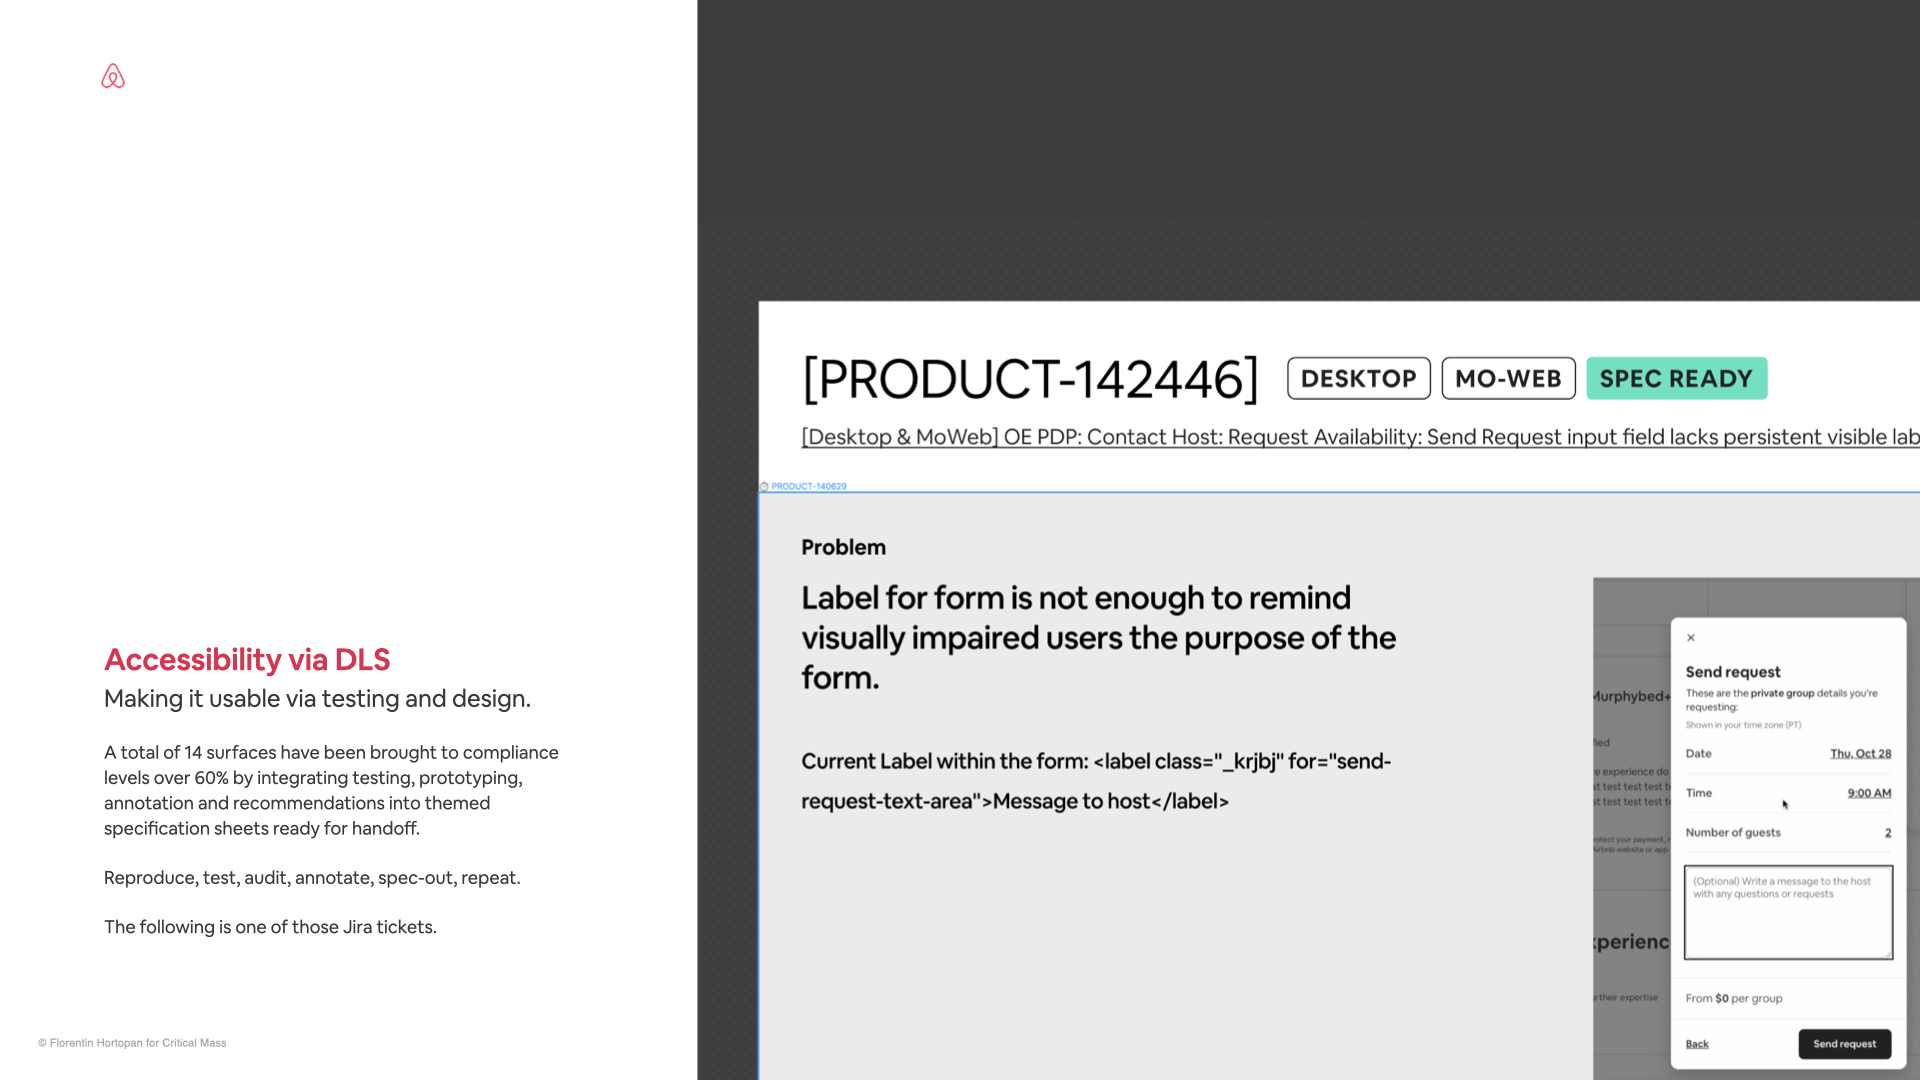 Accessibility via DLS
Making it usable via testing and design.
A total of 14 surfaces have been brought to compliance
levels over 60% by integrating testing, prototyping,
annotation and recommendations into themed
specification sheets ready for handoff.
Reproduce, test, audit, annotate, spec-out, repeat.
The following is one of those Jira tickets.
© Florentin Hortopan for Critical Mass
[PRODUCT-142446]
DESKTOP
MO-WEB
SPEC READY
[Desktop & MoWeb] OE PDP: Contact Host: Request Availability: Send Request input field lacks persistent visible lab
PRODUCT-140629
Problem
Label for form is not enough to remind
visually impaired users the purpose of the
form.
Current Label within the form: <label class="_krjbj" for="send-
request-text-area">Message to host</label>
Murphybed+
fied
e experience do
st test test test t
st test test test t
otect your payment, r
Airbnb website or app.
xperienc
e their expertise
Send request
These are the private group details you're
requesting:
Shown in your time zone (PT)
Date Thu, Oct 28
Time 9:00 AM
Number of guests 2
(Optional) Write a message to the host
with any questions or requests
From $0 per group
Back
Send request